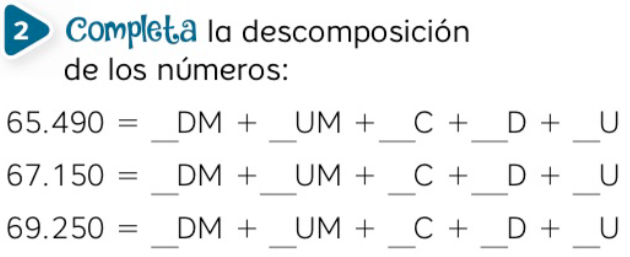 2 Completa la descomposición
de los números:
65.490 = __DM + __UM + __C + __D + __U
67.150 = __DM + __UM + __C + __D + __U
69.250 = __DM + __UM + __C + __D + __U